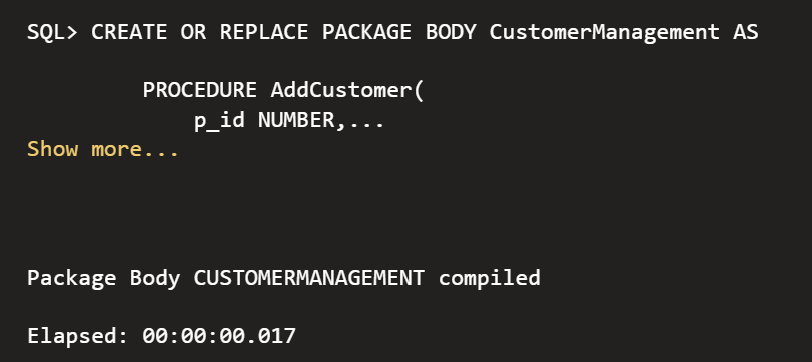 SQL> CREATE OR REPLACE PACKAGE BODY CustomerManagement AS
PROCEDURE AddCustomer(
p_id NUMBER,...
Show more...
Package Body CUSTOMERMANAGEMENT compiled
Elapsed: 00:00:00.017